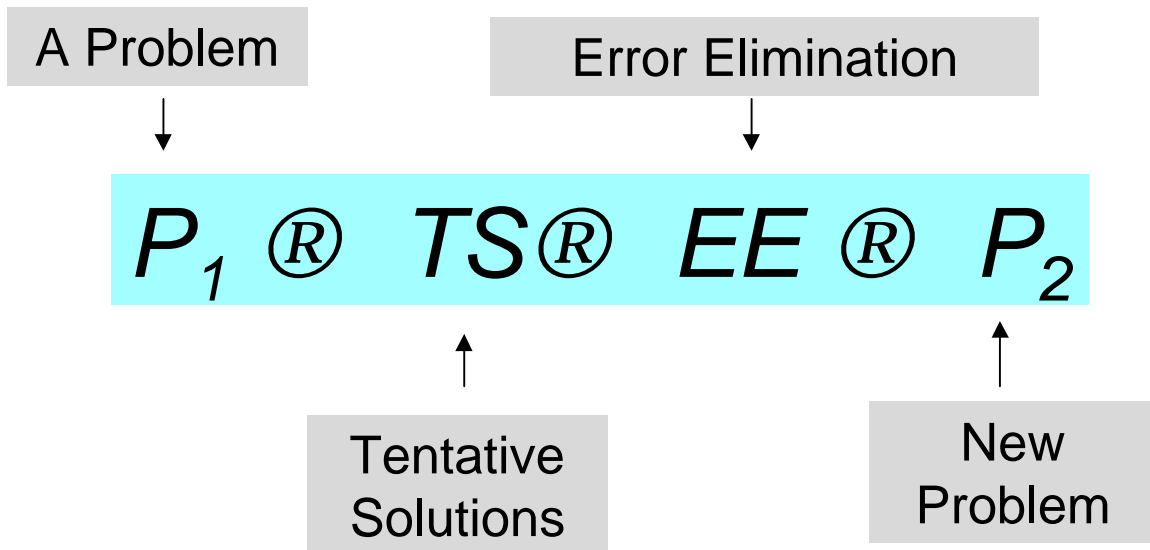 A Problem
Error Elimination
P₁ ® TS® EE ® P₂
Tentative
Solutions
New
Problem